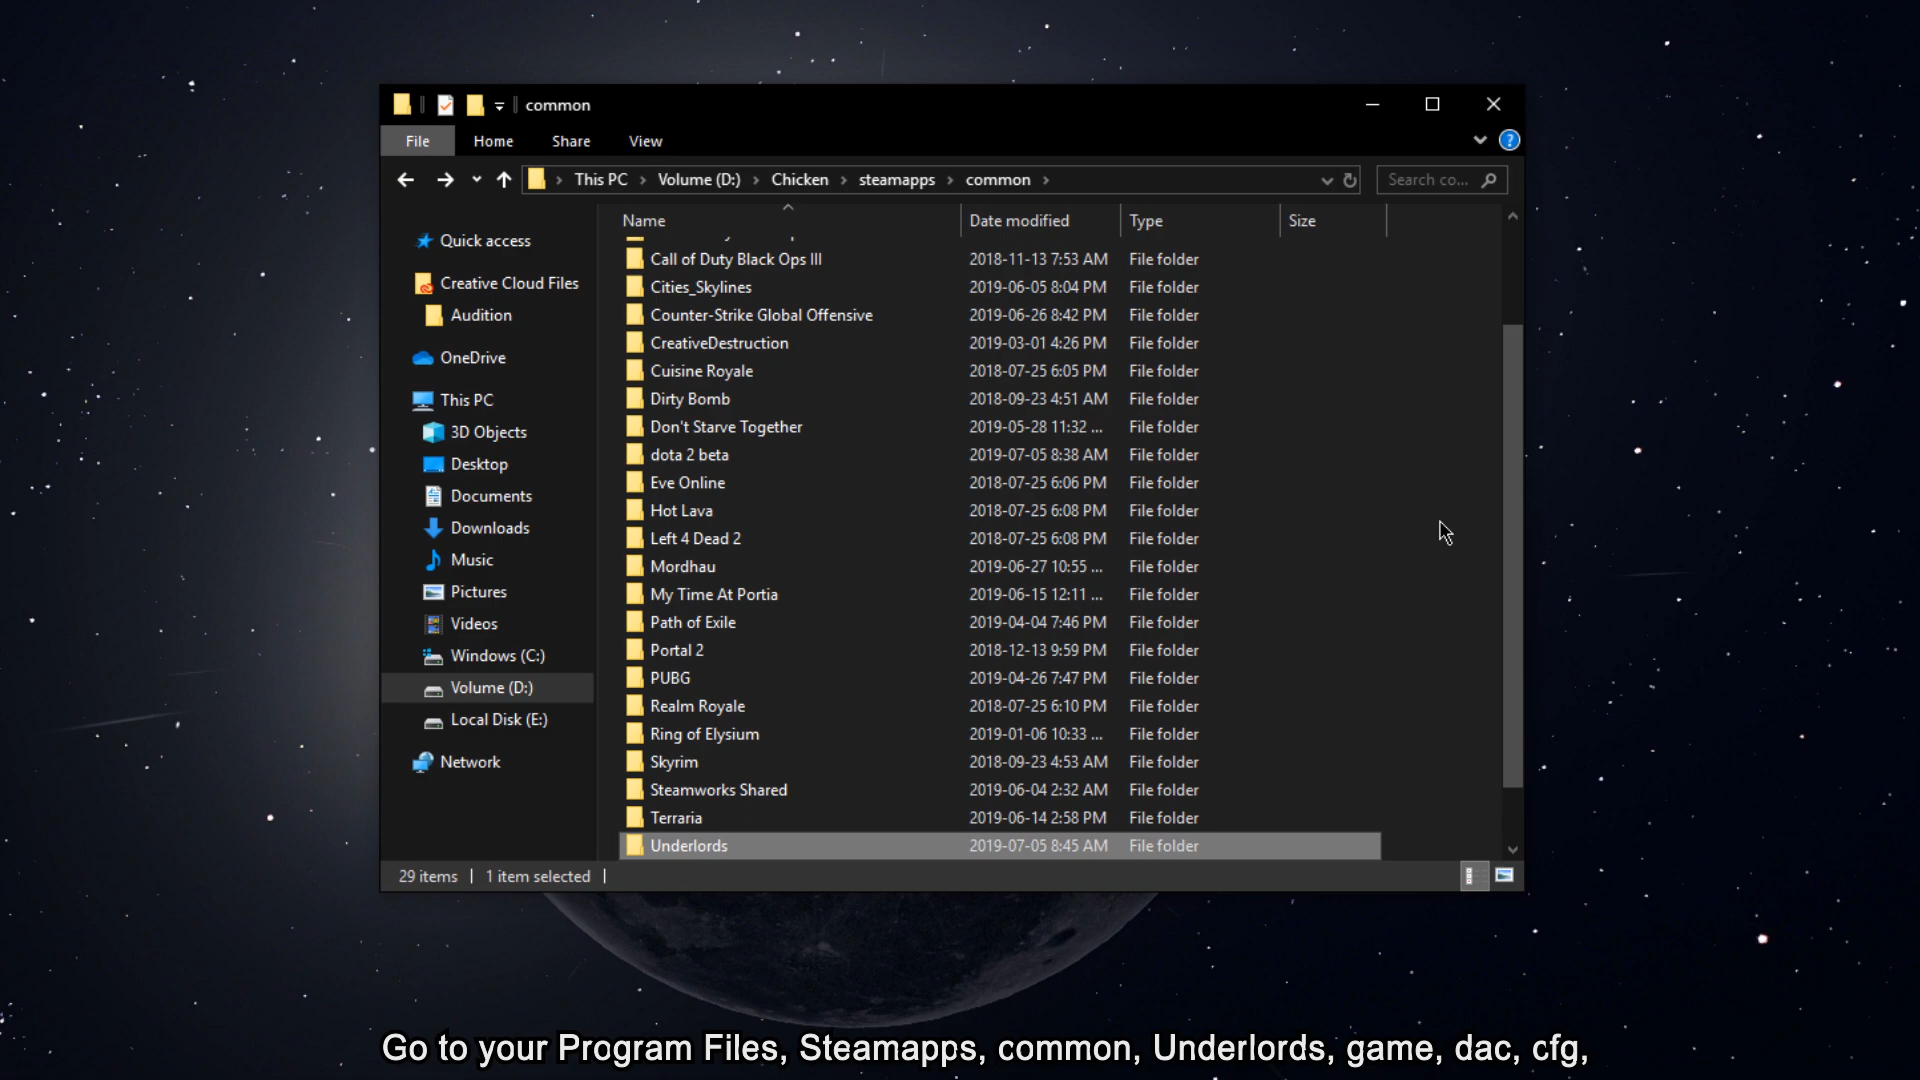 common
File Home Share View
This PC Volume (D:) Chicken steamapps common Search co...
Name Date modified Type Size
Quick access
Creative Cloud Files
Audition
OneDrive
This PC
3D Objects
Desktop
Documents
Downloads
Music
Pictures
Videos
Windows (C:)
Volume (D:)
Local Disk (E:)
Network
Call of Duty Black Ops III 2018-11-13 7:53 AM File folder
Cities_Skylines 2019-06-05 8:04 PM File folder
Counter-Strike Global Offensive 2019-06-26 8:42 PM File folder
CreativeDestruction 2019-03-01 4:26 PM File folder
Cuisine Royale 2018-07-25 6:05 PM File folder
Dirty Bomb 2018-09-23 4:51 AM File folder
Don't Starve Together 2019-05-28 11:32 ... File folder
dota 2 beta 2019-07-05 8:38 AM File folder
Eve Online 2018-07-25 6:06 PM File folder
Hot Lava 2018-07-25 6:08 PM File folder
Left 4 Dead 2 2018-07-25 6:08 PM File folder
Mordhau 2019-06-27 10:55 ... File folder
My Time At Portia 2019-06-15 12:11 ... File folder
Path of Exile 2019-04-04 7:46 PM File folder
Portal 2 2018-12-13 9:59 PM File folder
PUBG 2019-04-26 7:47 PM File folder
Realm Royale 2018-07-25 6:10 PM File folder
Ring of Elysium 2019-01-06 10:33 ... File folder
Skyrim 2018-09-23 4:53 AM File folder
Steamworks Shared 2019-06-04 2:32 AM File folder
Terraria 2019-06-14 2:58 PM File folder
Underlords 2019-07-05 8:45 AM File folder
29 items 1 item selected
Go to your Program Files, Steamapps, common, Underlords, game, dac, cfg,